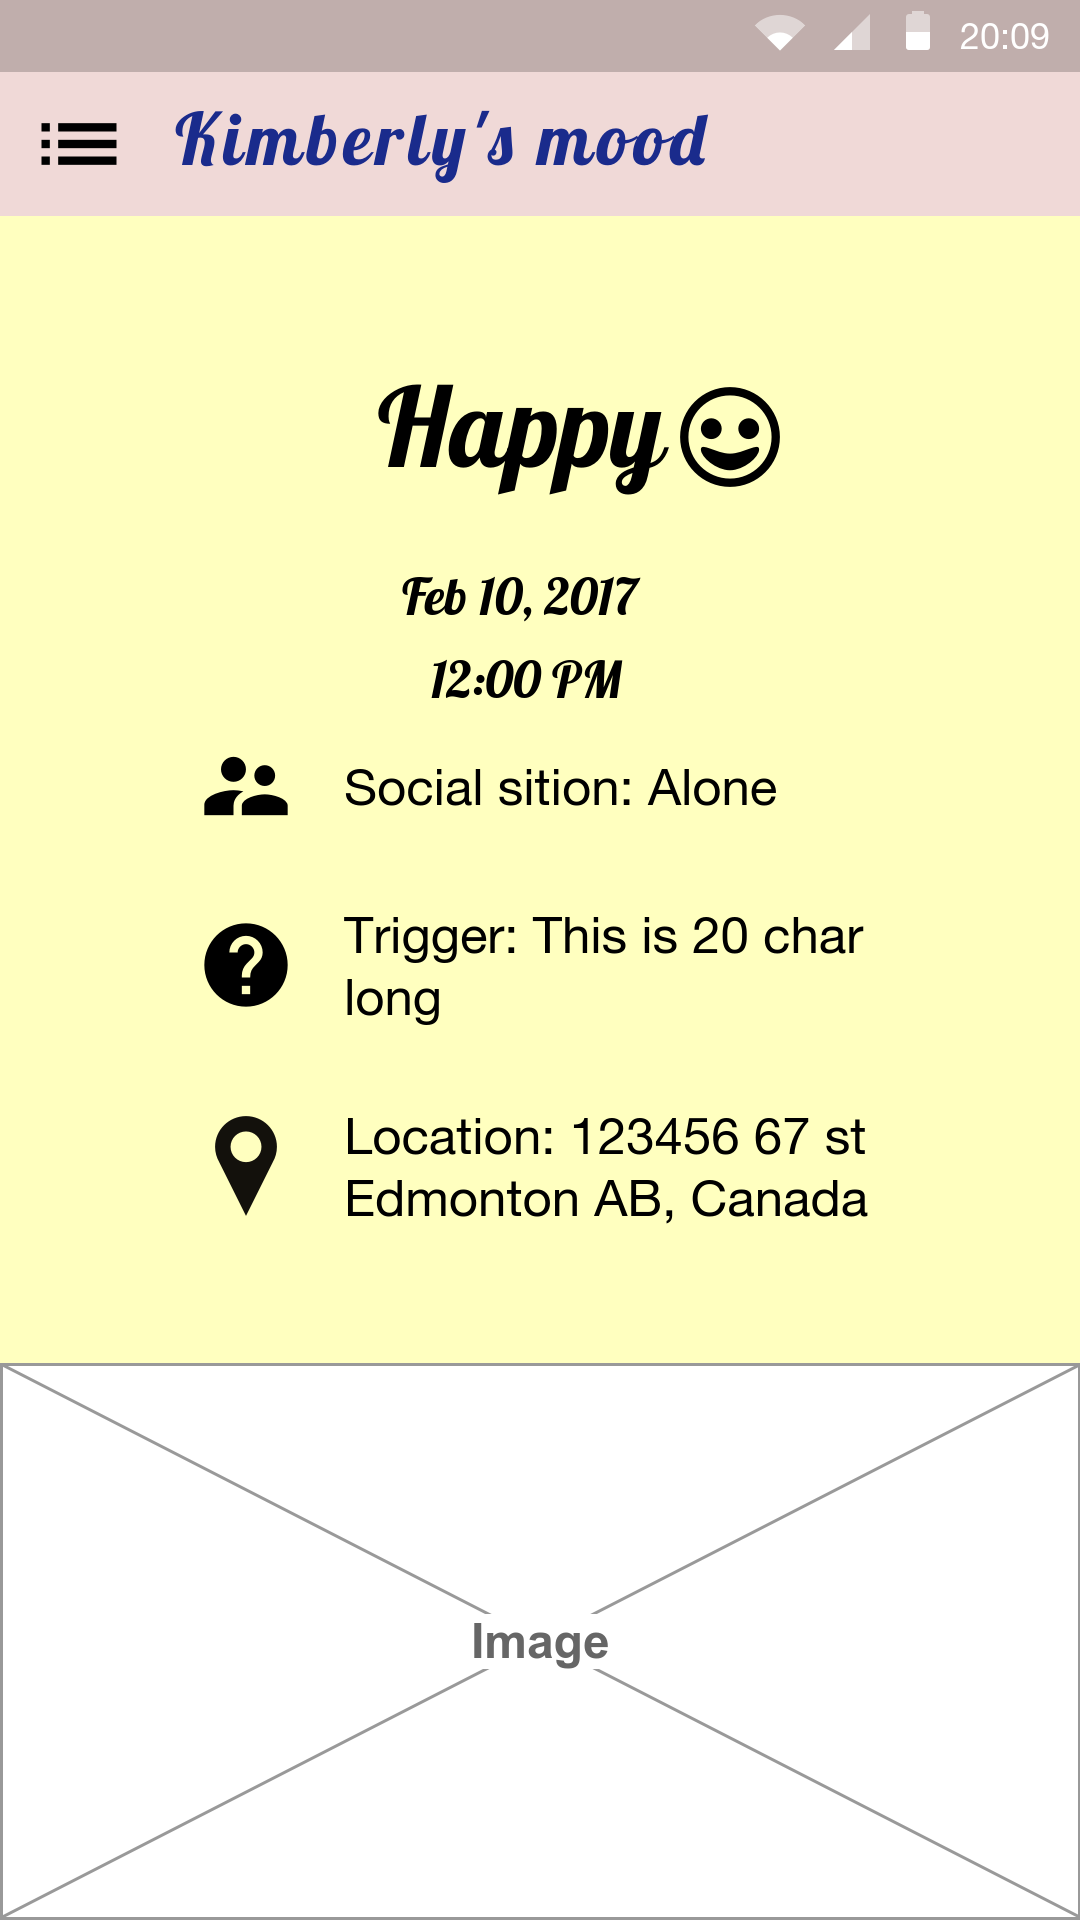 20:09
Kimberly's mood
Happy
Feb 10, 2017
12:00 PM
Social sition: Alone
Trigger: This is 20 char
long
Location: 123456 67 st
Edmonton AB, Canada
Image